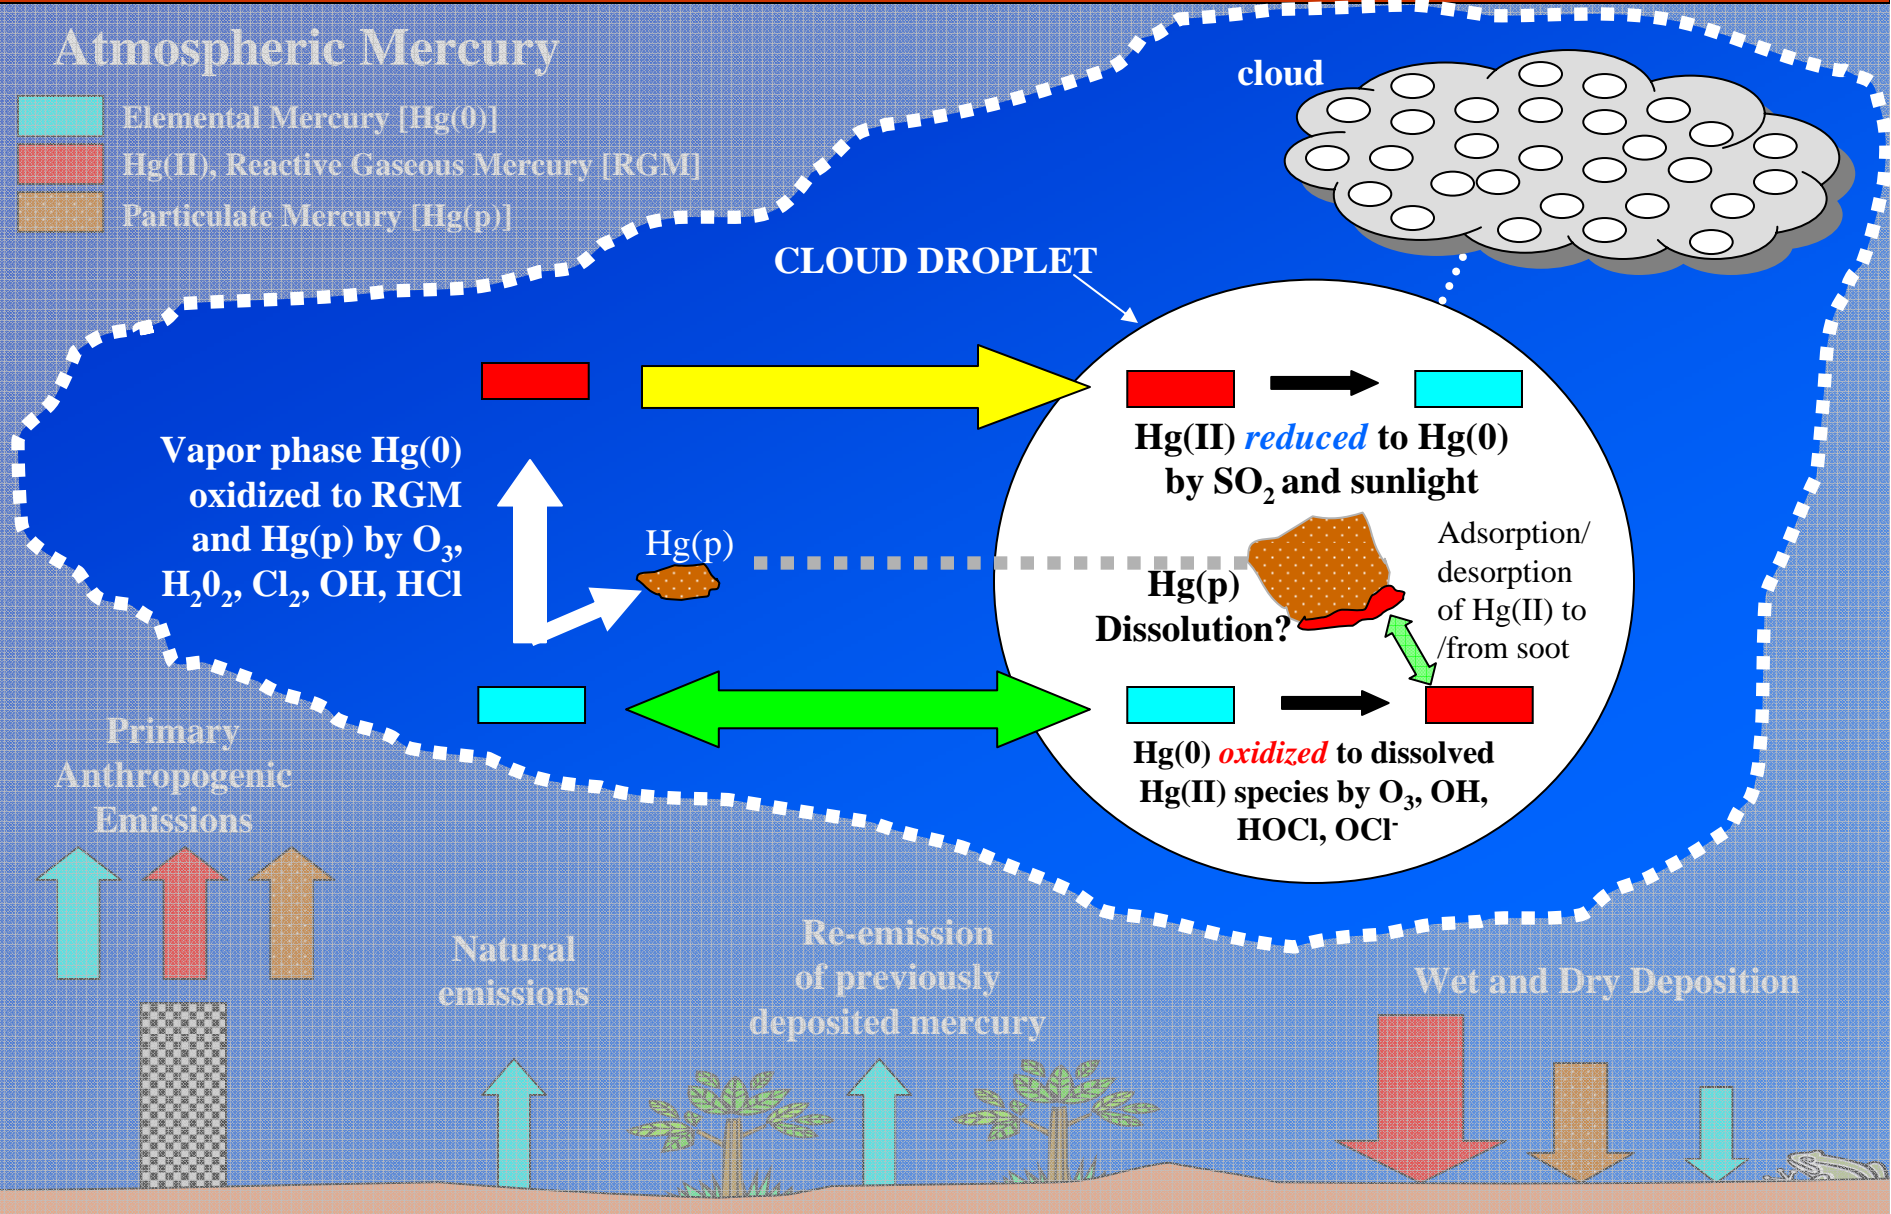 Atmospheric Mercury
Elemental Mercury [Hg(0)]
Hg(II), Reactive Gaseous Mercury [RGM]
Particulate Mercury [Hg(p)]
cloud
CLOUD DROPLET
Vapor phase Hg(0)
oxidized to RGM
and Hg(p) by O₃,
H₂0₂, Cl₂, OH, HCl
Hg(p)
Hg(II) reduced to Hg(0)
by SO₂ and sunlight
Hg(p)
Dissolution?
Adsorption/
desorption
of Hg(II) to
/from soot
Hg(0) oxidized to dissolved
Hg(II) species by O₃, OH,
HOCl, OCl⁻
Primary
Anthropogenic
Emissions
Natural
emissions
Re-emission
of previously
deposited mercury
Wet and Dry Deposition